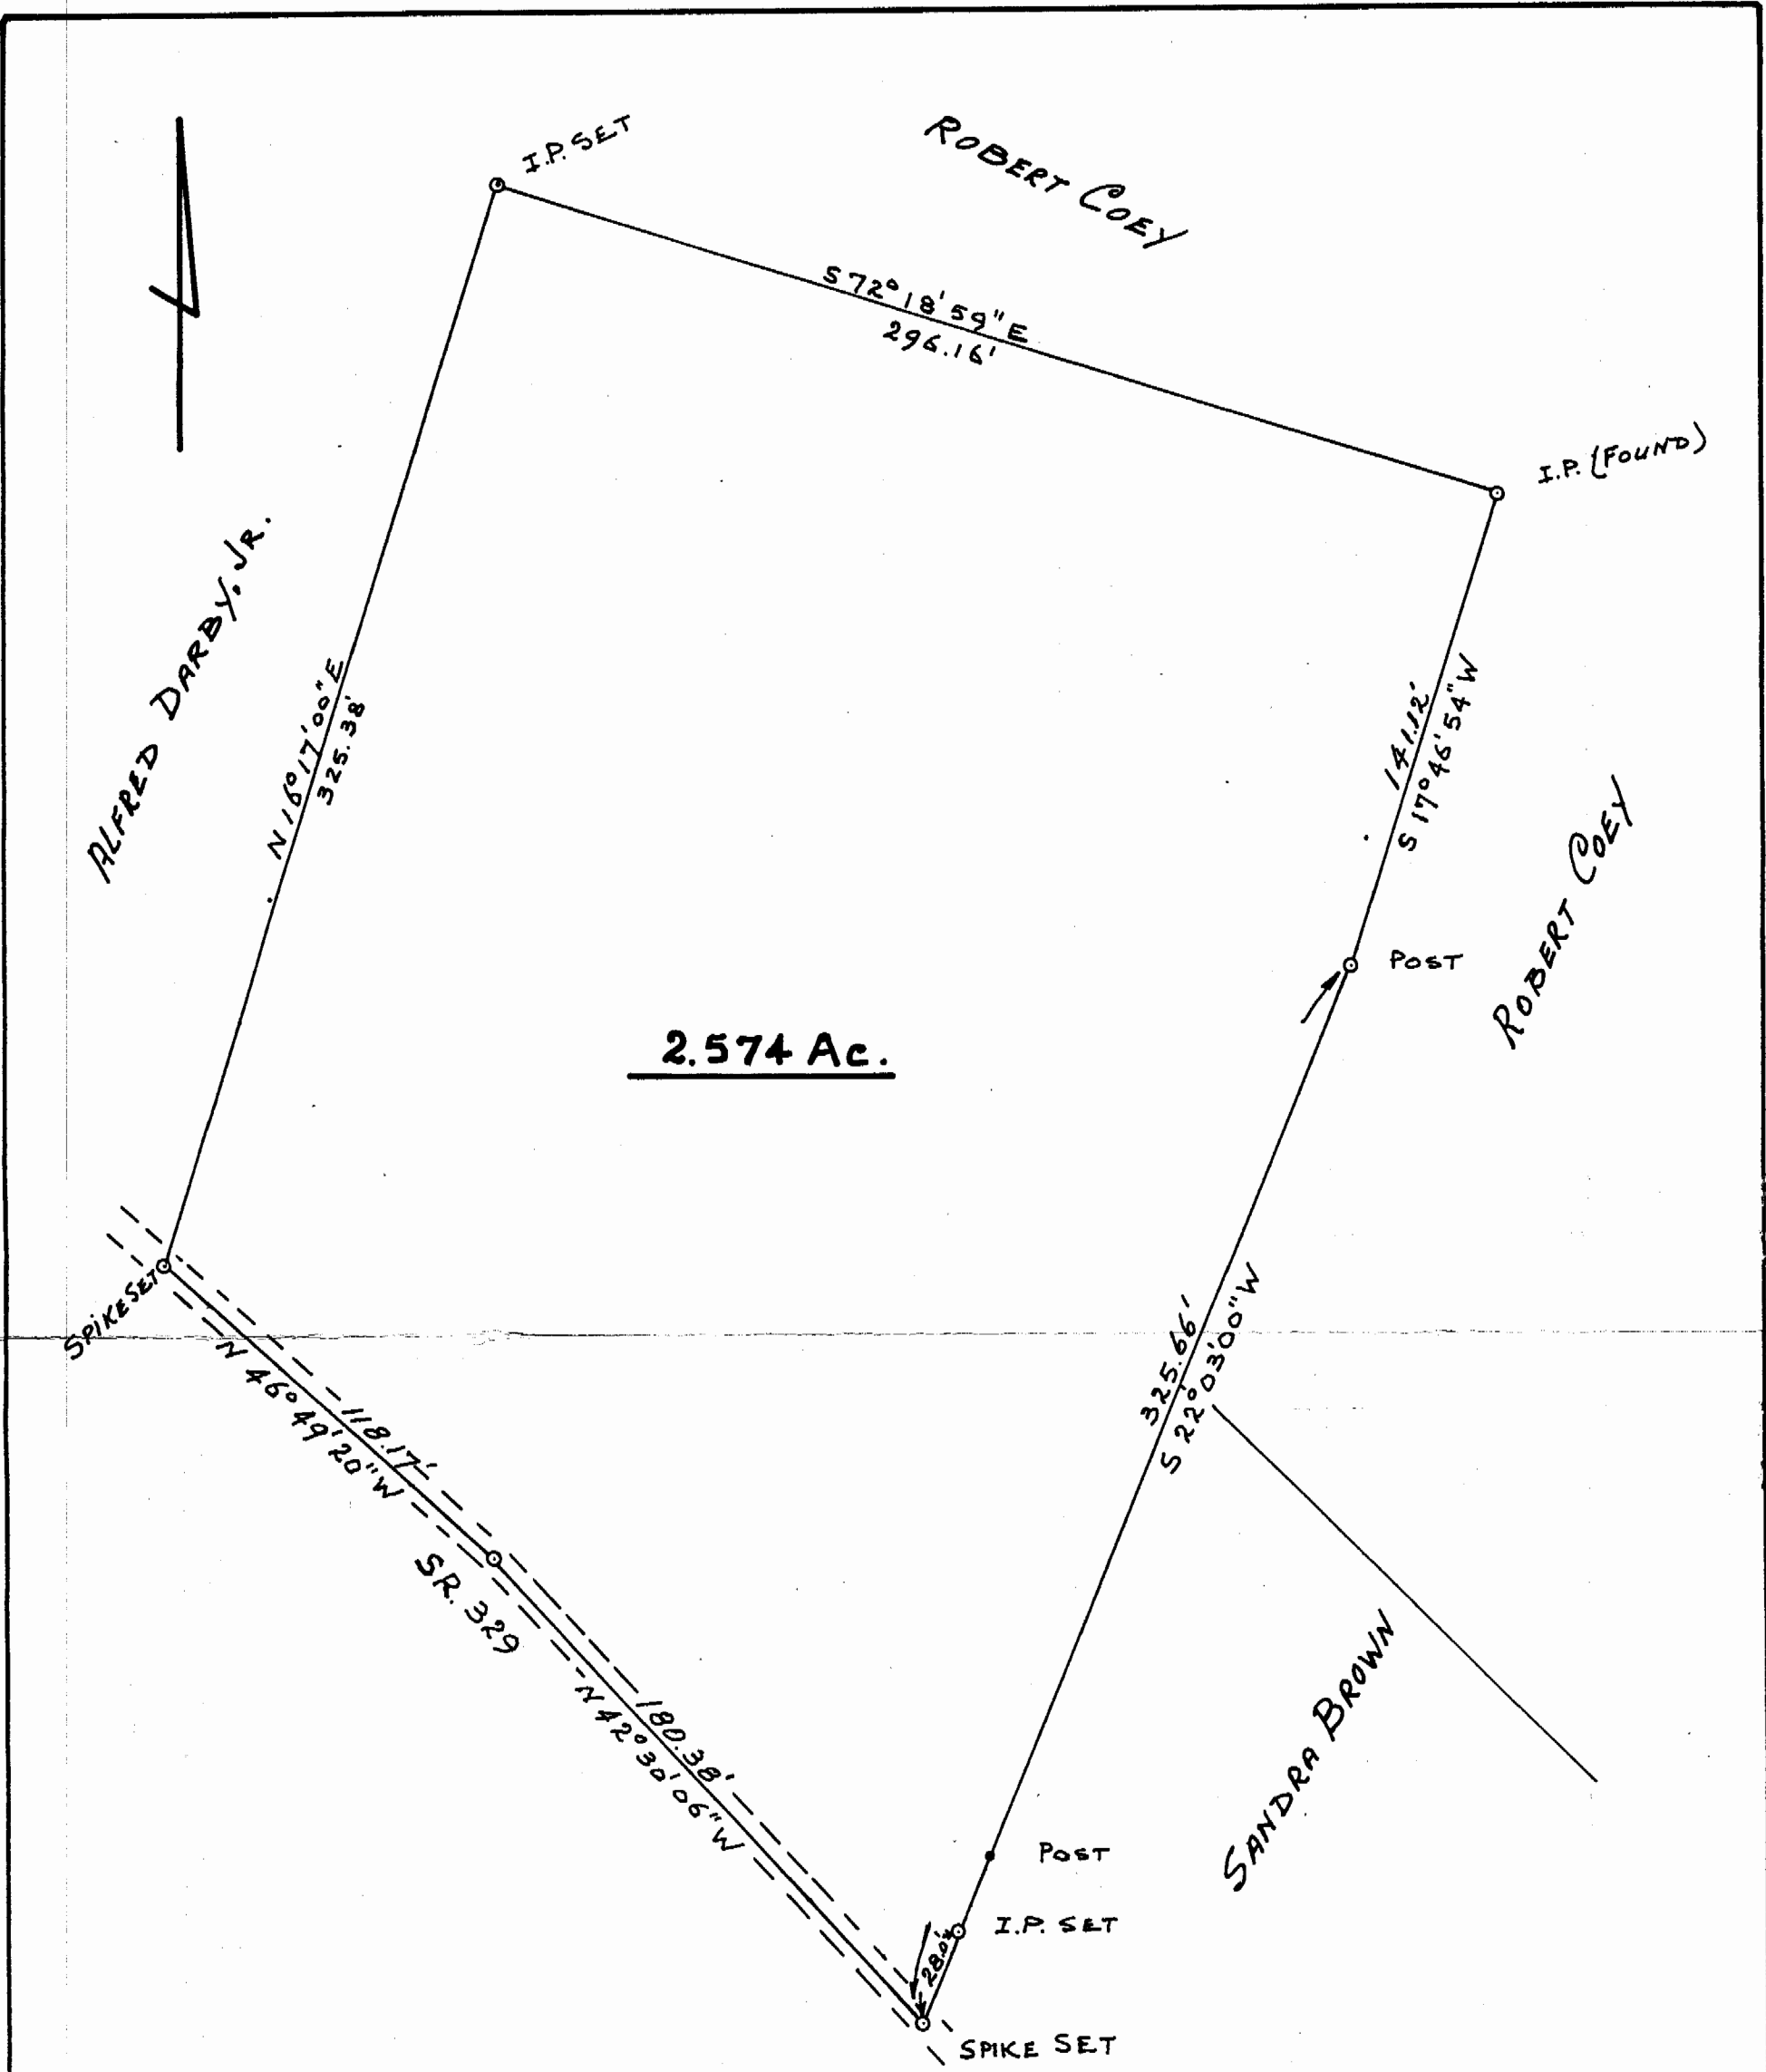 I.P. SET
ROBERT COEY
S 72° 18' 59" E
296.16'
I.P. (FOUND)
ALFRED DARBY, JR.
N 16° 17' 00" E
325.38'
141.12'
S 17° 46' 54" W
ROBERT COEY
POST
2.574 Ac.
SPIKE SET
325.66'
S 22° 03' 00" W
118.17'
N 46° 49' 20" W
SR. 329
180.38'
N 42° 30' 06" W
SANDRA BROWN
POST
I.P. SET
28.0'
SPIKE SET